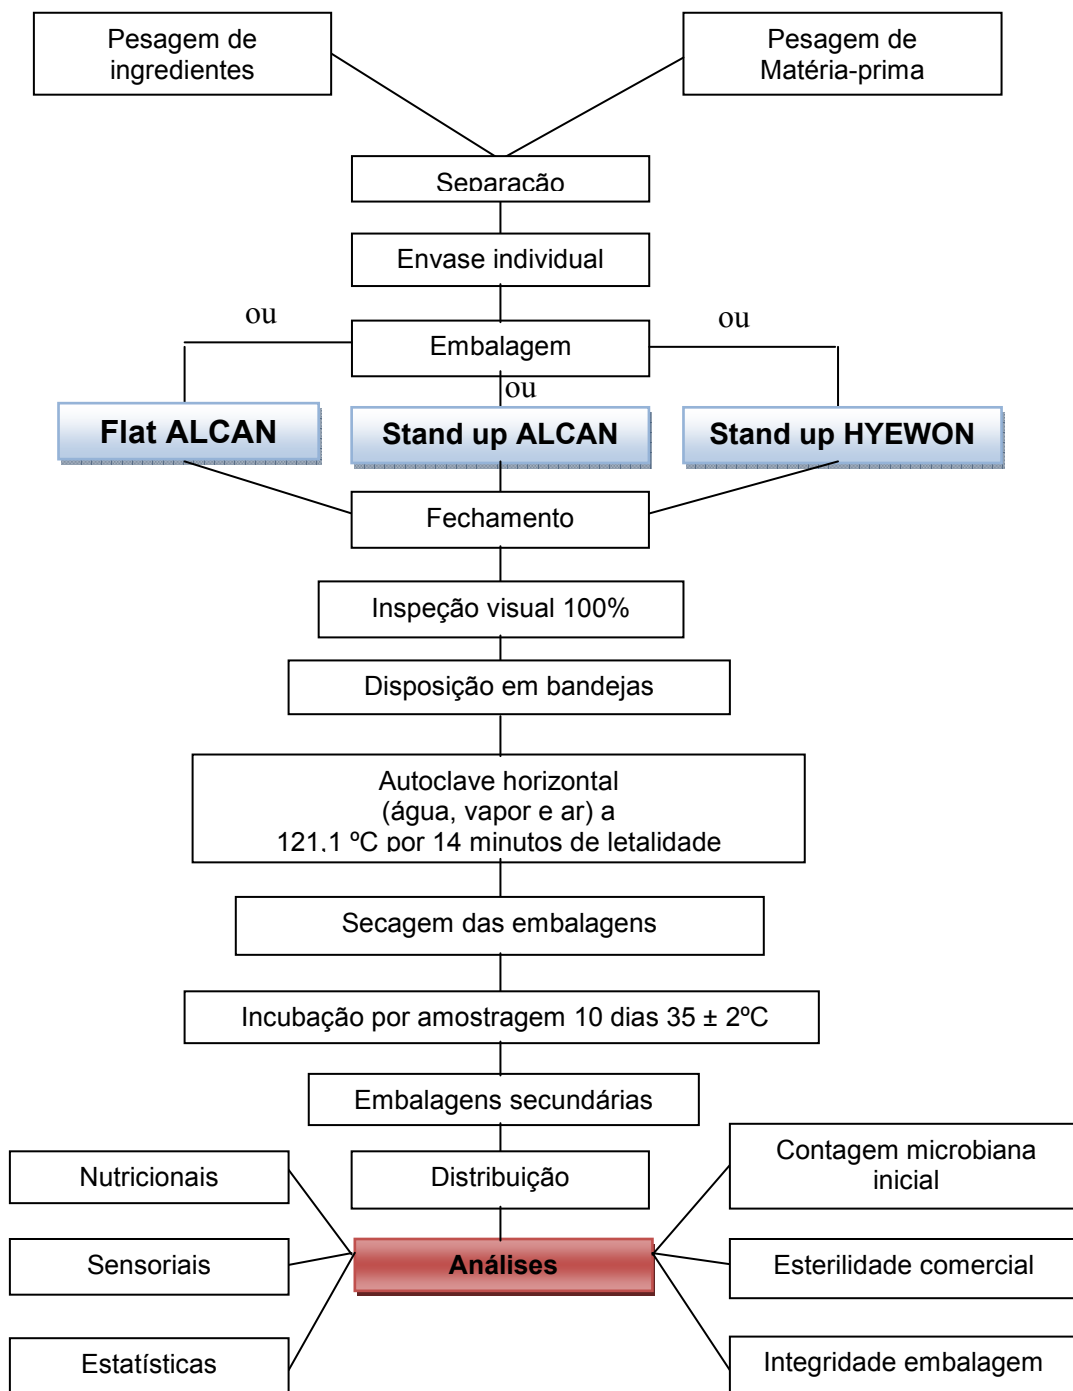 Pesagem de
ingredientes
Pesagem de
Matéria-prima
Separação
Envase individual
ou
ou
Embalagem
ou
Flat ALCAN
Stand up ALCAN
Stand up HYEWON
Fechamento
Inspeção visual 100%
Disposição em bandejas
Autoclave horizontal
(água, vapor e ar) a
121,1 ºC por 14 minutos de letalidade
Secagem das embalagens
Incubação por amostragem 10 dias 35 ± 2ºC
Embalagens secundárias
Nutricionais
Distribuição
Contagem microbiana
inicial
Sensoriais
Análises
Esterilidade comercial
Estatísticas
Integridade embalagem